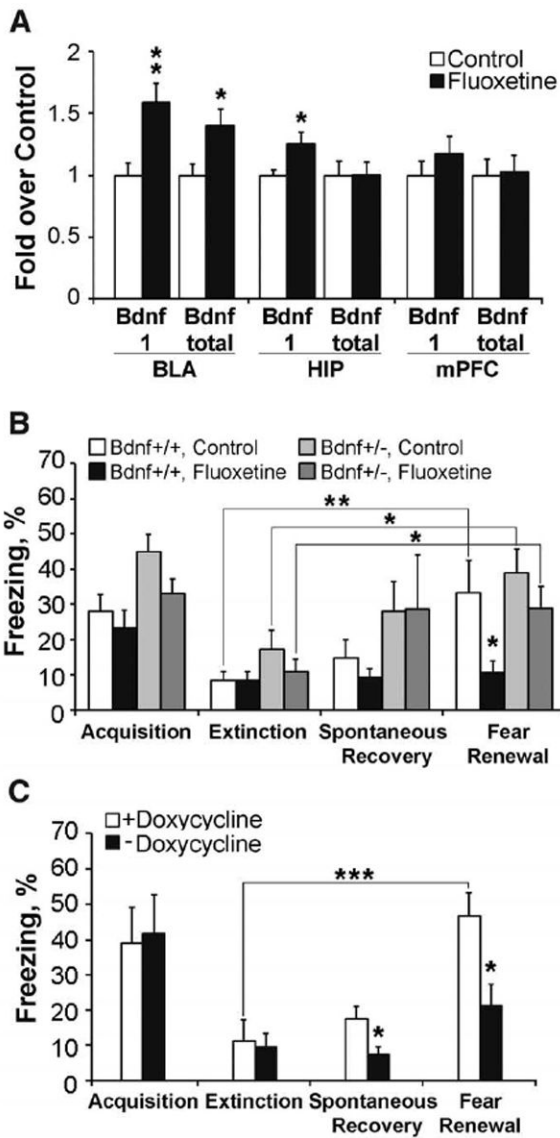 A
Fold over Control
2
1.5
1
0.5
0
**
*
*
Control
Fluoxetine
Bdnf 1
Bdnf total
Bdnf 1
Bdnf total
Bdnf 1
Bdnf total
BLA
HIP
mPFC
B
Freezing, %
70
60
50
40
30
20
10
0
Bdnf+/+, Control
Bdnf+/-, Control
Bdnf+/+, Fluoxetine
Bdnf+/-, Fluoxetine
**
*
*
*
Acquisition
Extinction
Spontaneous
Recovery
Fear
Renewal
C
Freezing, %
70
60
50
40
30
20
10
0
+Doxycycline
-Doxycycline
***
*
*
Acquisition
Extinction
Spontaneous
Recovery
Fear
Renewal